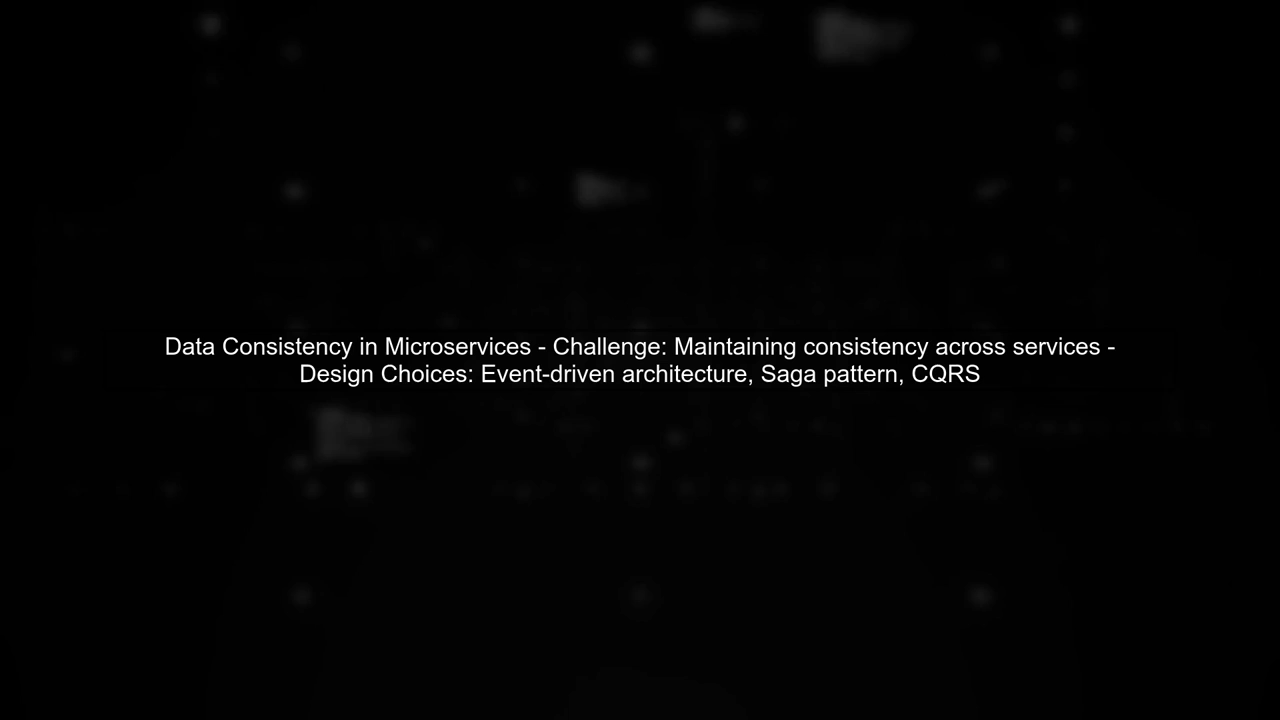 Data Consistency in Microservices - Challenge: Maintaining consistency across services -
Design Choices: Event-driven architecture, Saga pattern, CQRS